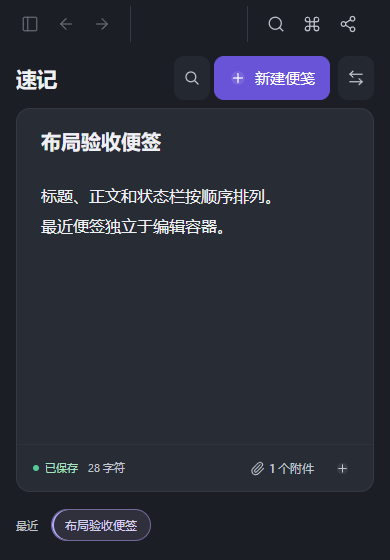 速记
新建便笺
布局验收便签
标题、正文和状态栏按顺序排列。
最近便签独立于编辑容器。
已保存 28 字符
1 个附件
最近 布局验收便签